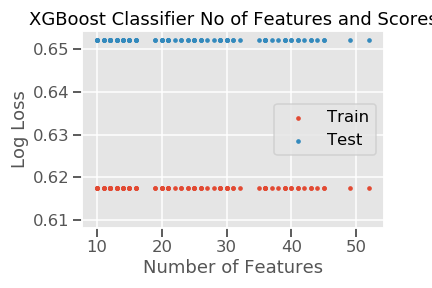 XGBoost Classifier No of Features and Scores
0.65
0.64
0.63
0.62
0.61
Log Loss
Train
Test
10 20 30 40 50
Number of Features